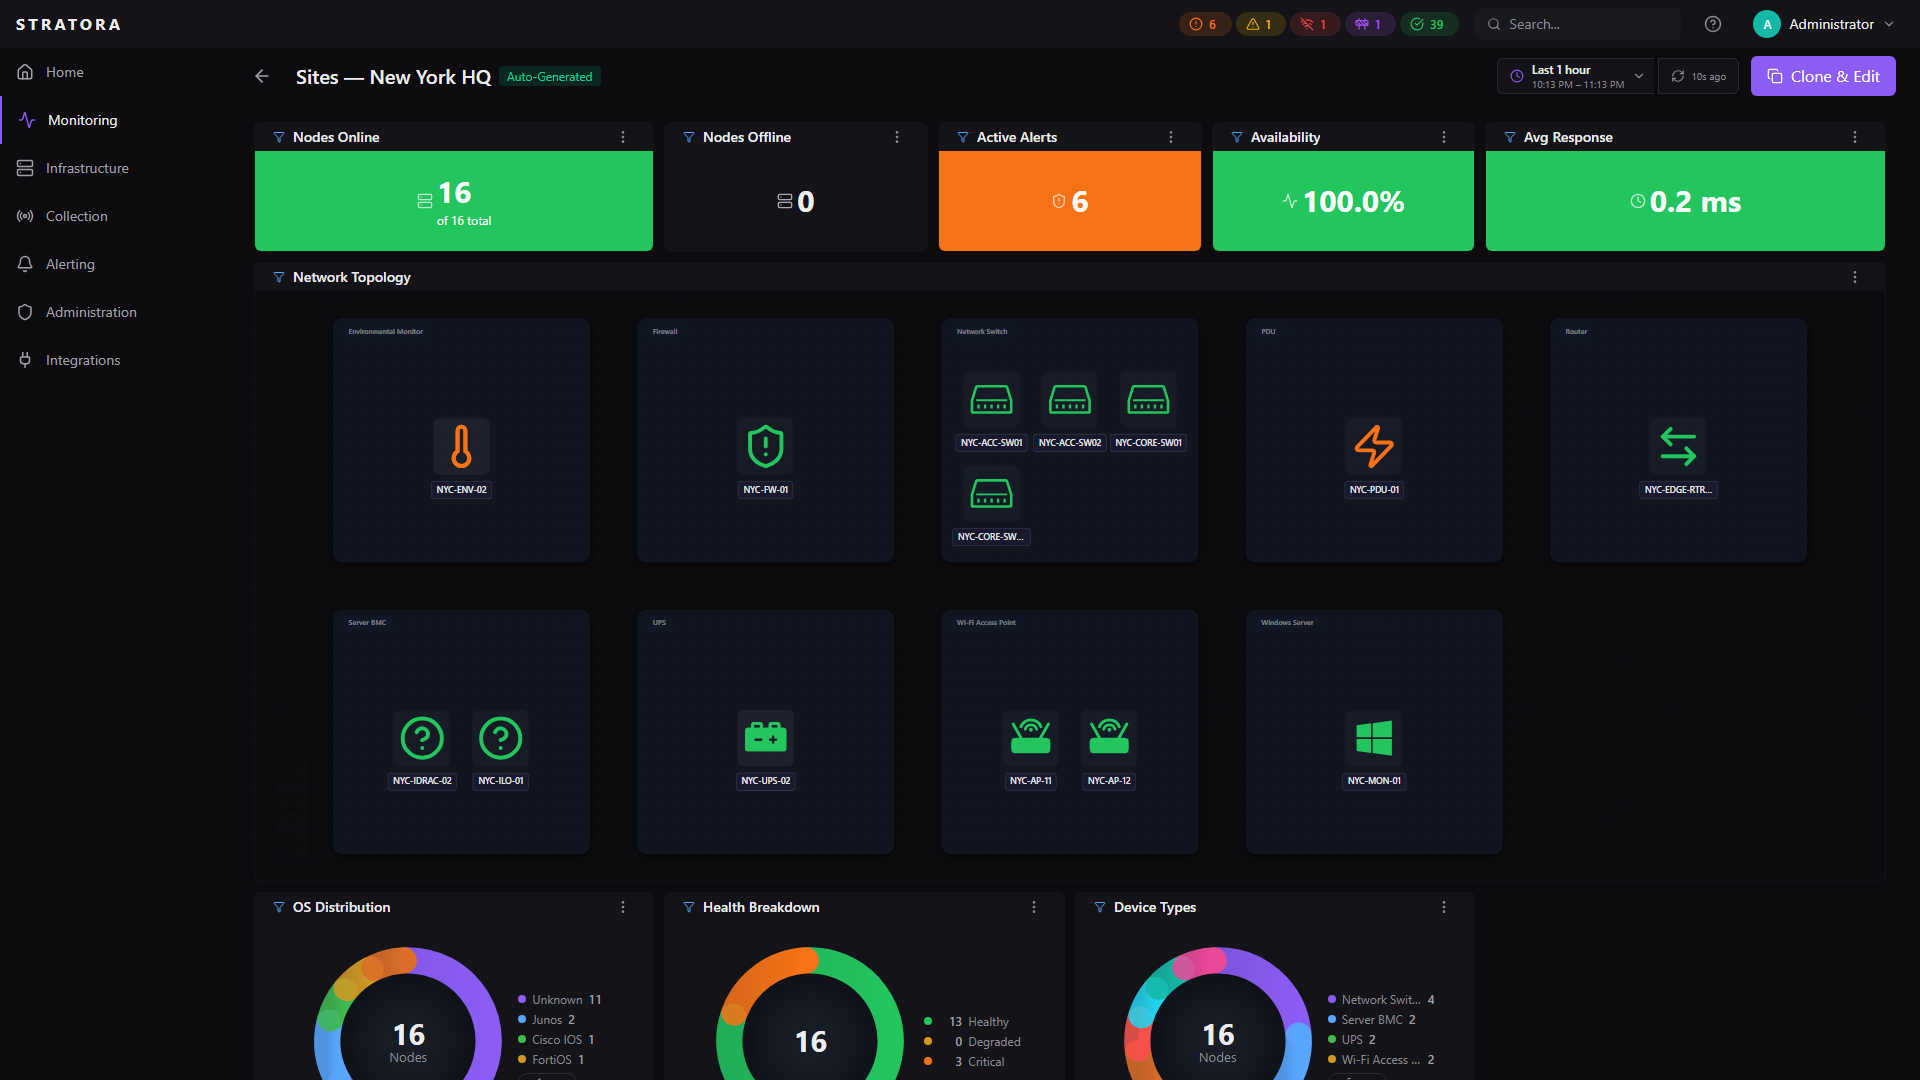 STRATORA
6
1
1
1
39
Search...
A
Administrator
Home
Monitoring
Infrastructure
Collection
Alerting
Administration
Integrations
Sites — New York HQ
Auto-Generated
Last 1 hour
10:13 PM – 11:13 PM
10s ago
Clone & Edit
Nodes Online
16
of 16 total
Nodes Offline
0
Active Alerts
6
Availability
100.0%
Avg Response
0.2 ms
Network Topology
Environmental Monitor
NYC-ENV-02
Firewall
NYC-FW-01
Network Switch
NYC-ACC-SW01
NYC-ACC-SW02
NYC-CORE-SW01
NYC-CORE-SW...
PDU
NYC-PDU-01
Router
NYC-EDGE-RTR...
Server BMC
NYC-IDRAC-02
NYC-ILO-01
UPS
NYC-UPS-02
Wi-Fi Access Point
NYC-AP-11
NYC-AP-12
Windows Server
NYC-MON-01
OS Distribution
16
Nodes
Unknown 11
Junos 2
Cisco IOS 1
FortiOS 1
Health Breakdown
16
13 Healthy
0 Degraded
3 Critical
Device Types
16
Nodes
Network Swit... 4
Server BMC 2
UPS 2
Wi-Fi Access ... 2